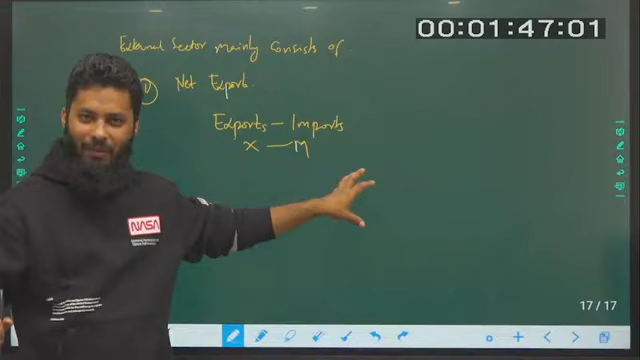 00:01:47:01
External Sector mainly consists of
Net Exports
Exports — Imports
X — M
NASA
17 / 17